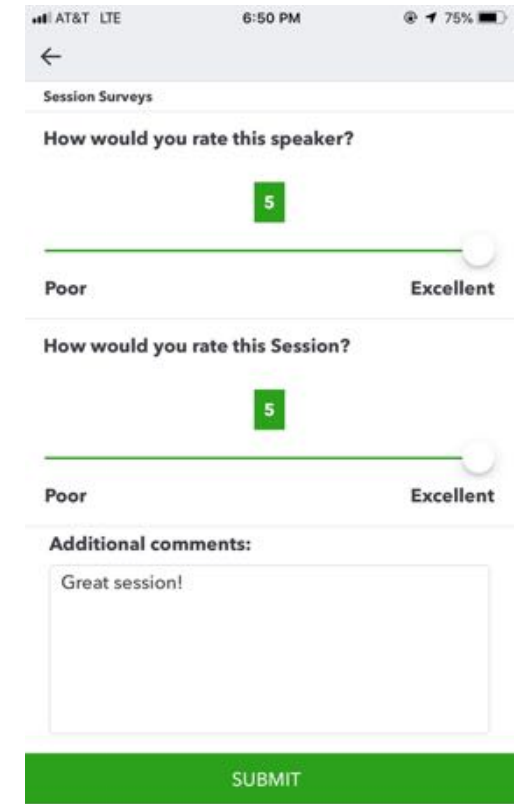 AT&T LTE 6:50 PM 75%
Session Surveys
How would you rate this speaker?
5
Poor Excellent
How would you rate this Session?
5
Poor Excellent
Additional comments:
Great session!
SUBMIT